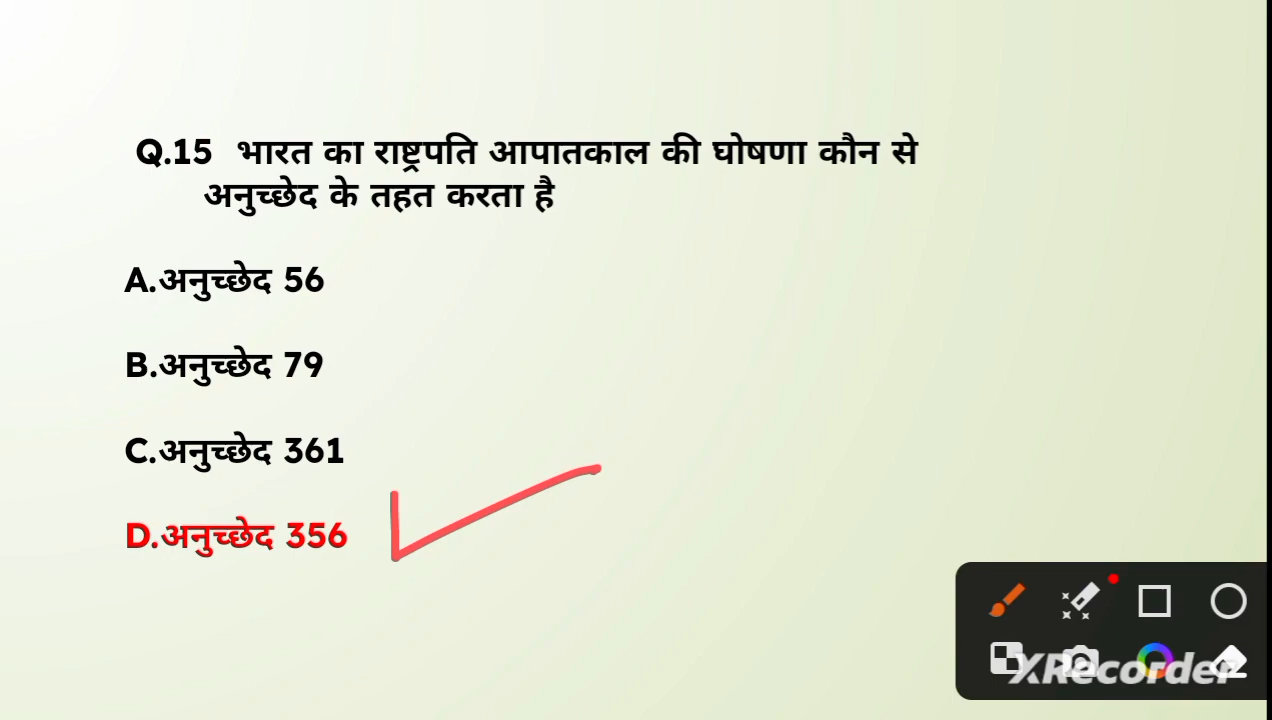 Q.15 भारत का राष्ट्रपति आपातकाल की घोषणा कौन से
अनुच्छेद के तहत करता है
A.अनुच्छेद 56
B.अनुच्छेद 79
C.अनुच्छेद 361
D.अनुच्छेद 356
XRecorder